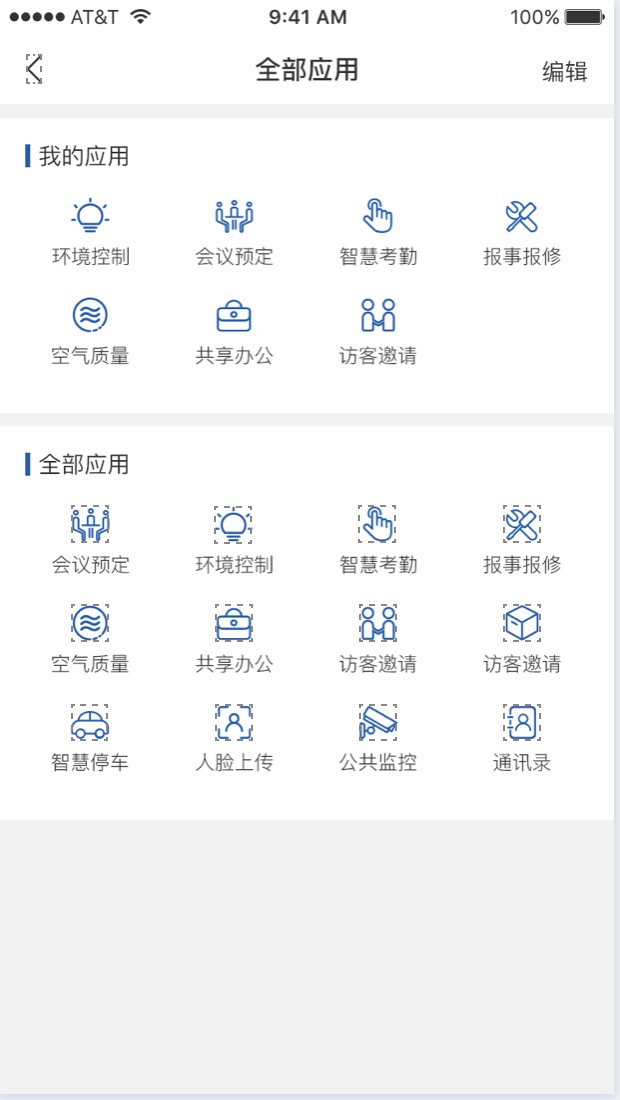 ●●●●● AT&T 9:41 AM 100%
全部应用 编辑
我的应用
环境控制 会议预定 智慧考勤 报事报修
空气质量 共享办公 访客邀请
全部应用
会议预定 环境控制 智慧考勤 报事报修
空气质量 共享办公 访客邀请 访客邀请
智慧停车 人脸上传 公共监控 通讯录